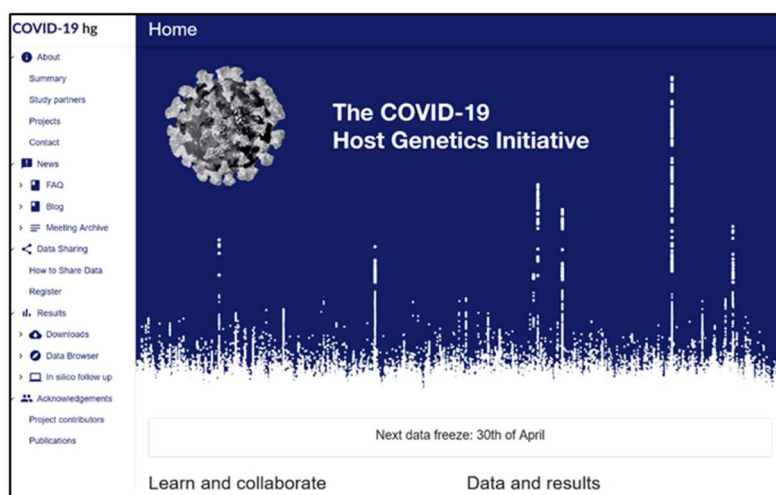 COVID-19 hg
About
Summary
Study partners
Projects
Contact
News
FAQ
Blog
Meeting Archive
Data Sharing
How to Share Data
Register
Results
Downloads
Data Browser
In silico follow up
Acknowledgements
Project contributors
Publications
Home
The COVID-19
Host Genetics Initiative
Next data freeze: 30th of April
Learn and collaborate
Data and results